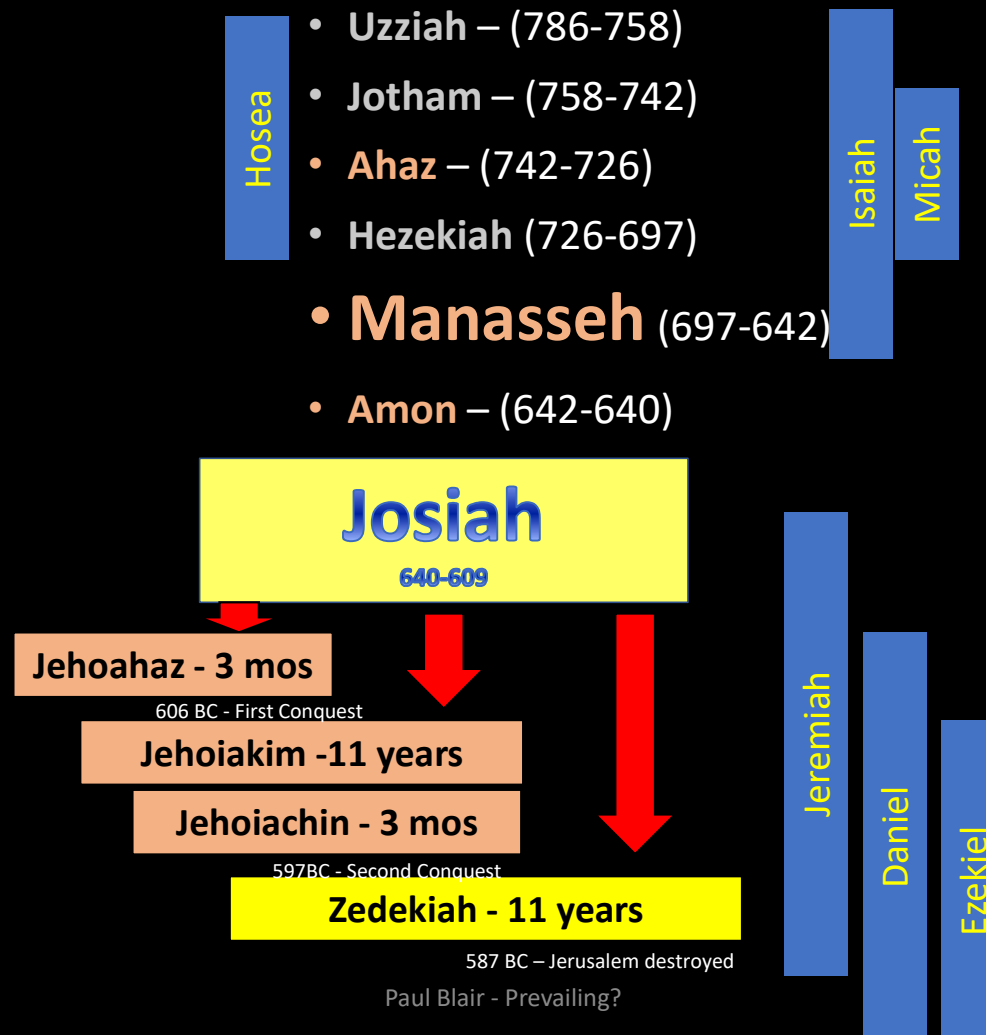 Hosea
• Uzziah – (786-758)
• Jotham – (758-742)
• Ahaz – (742-726)
• Hezekiah (726-697)
• Manasseh (697-642)
• Amon – (642-640)
Isaiah
Micah
Josiah
640-609
Jehoahaz - 3 mos
606 BC - First Conquest
Jehoiakim -11 years
Jehoiachin - 3 mos
597BC - Second Conquest
Zedekiah - 11 years
587 BC – Jerusalem destroyed
Jeremiah
Daniel
Ezekiel
Paul Blair - Prevailing?